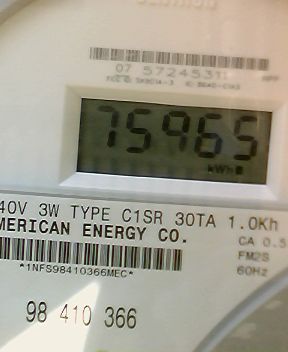 07 57245311
75965
kWh
40V 3W TYPE C1SR 30TA 1.0Kh
MERICAN ENERGY CO.
CA 0.5
FM2S
*1NFS98410366MEC*
60Hz
98 410 366